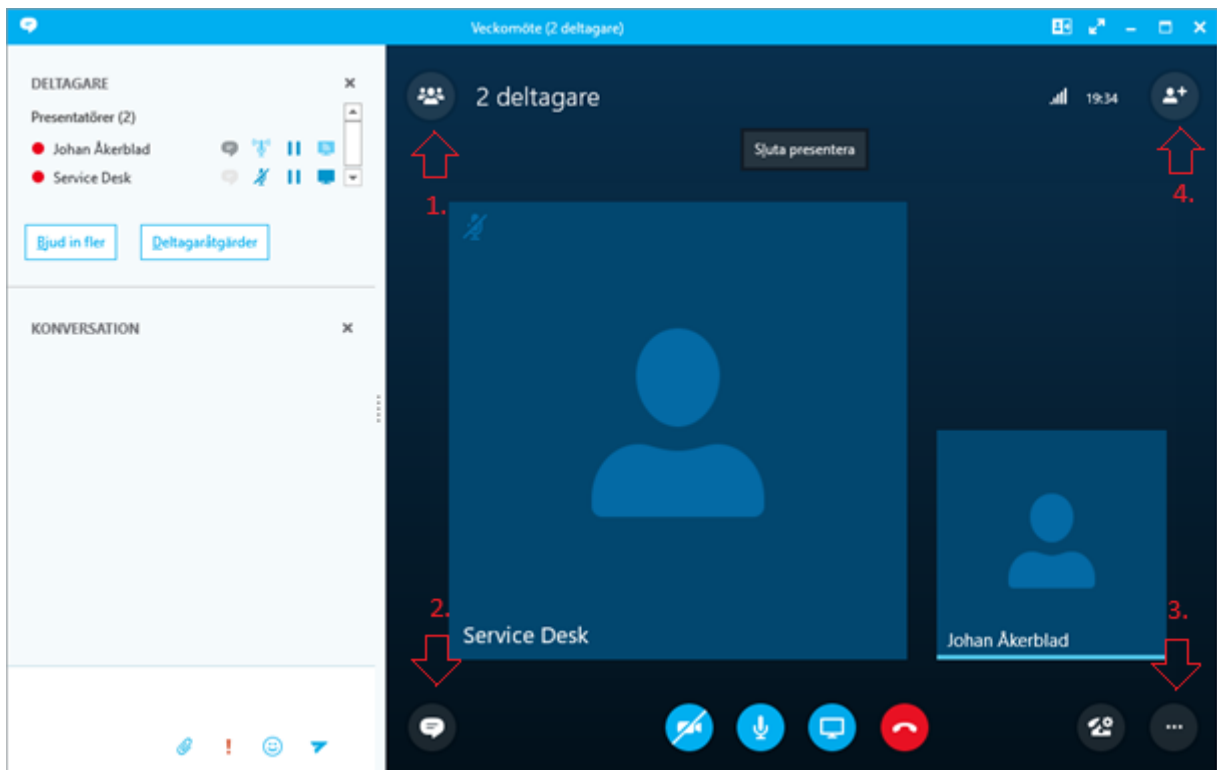 Veckomöte (2 deltagare)
DELTAGARE
Presentatörer (2)
Johan Åkerblad
Service Desk
Bjud in fler
Deltagaråtgärder
KONVERSATION
2 deltagare
19:34
Sluta presentera
1.
4.
2.
3.
Service Desk
Johan Åkerblad